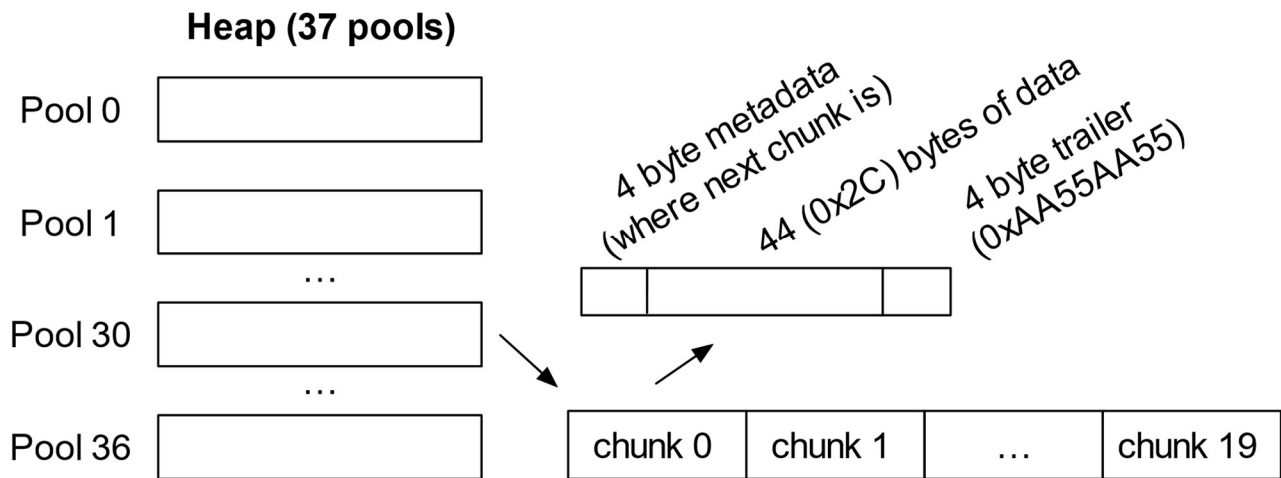 Heap (37 pools)
Pool 0
Pool 1
...
Pool 30
...
Pool 36
4 byte metadata
(where next chunk is)
44 (0x2C) bytes of data
4 byte trailer
(0xAA55AA55)
chunk 0
chunk 1
...
chunk 19